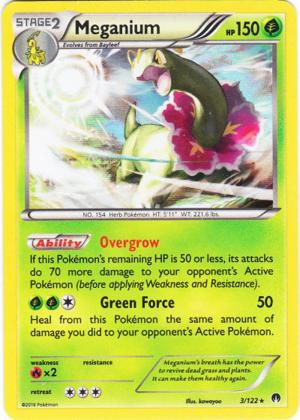 STAGE2
Meganium
HP150
Evolves from Bayleef
NO. 154 Herb Pokémon HT: 5'11" WT: 221.6 lbs.
Ability Overgrow
If this Pokémon's remaining HP is 50 or less, its attacks
do 70 more damage to your opponent's Active
Pokémon (before applying Weakness and Resistance).
Green Force 50
Heal from this Pokémon the same amount of
damage you did to your opponent's Active Pokémon.
weakness
×2
resistance
retreat
Meganium's breath has the power
to revive dead grass and plants.
It can make them healthy again.
©2016 Pokémon
Illus. kawayoo
3/122